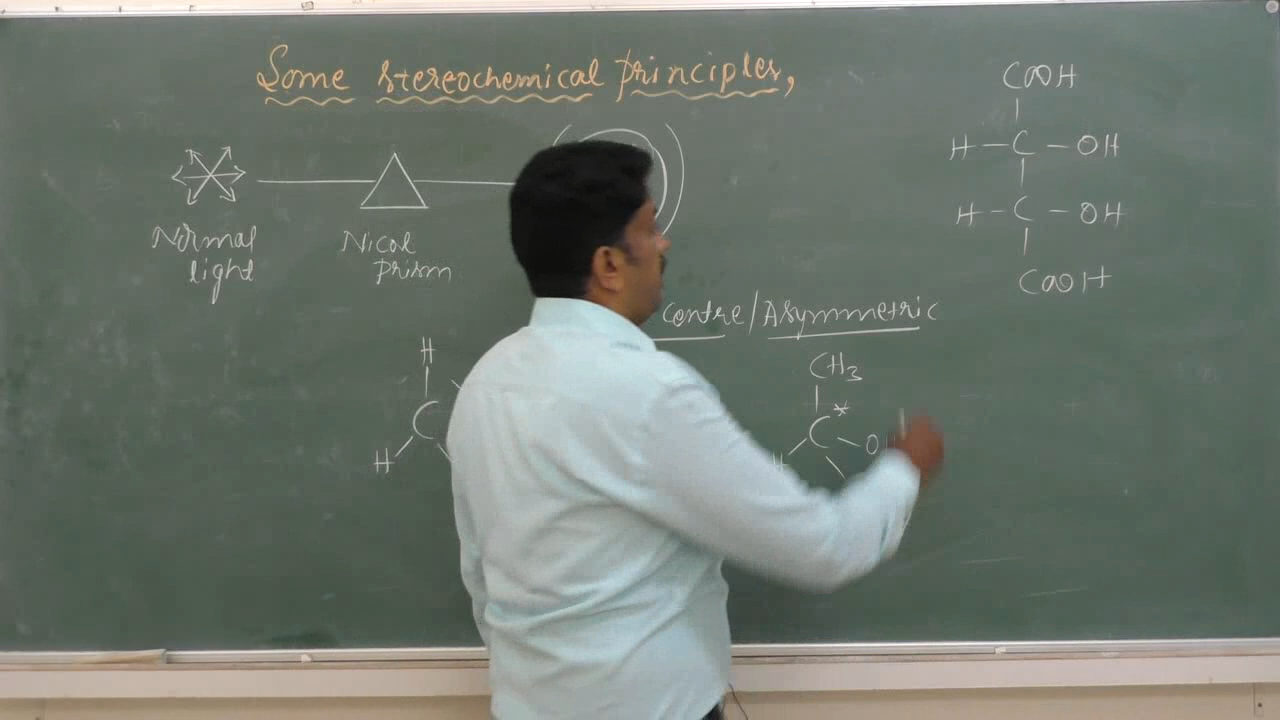 Some stereochemical principles,
Normal light
Nicol prism
COOH
H — C — OH
H — C — OH
COOH
centre/Asymmetric
H
C
H
CH3
C*
H